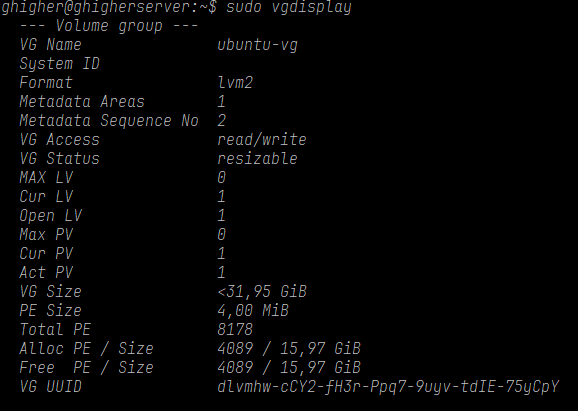 ghigher@ghigherserver:~$ sudo vgdisplay
--- Volume group ---
VG Name ubuntu-vg
System ID
Format lvm2
Metadata Areas 1
Metadata Sequence No 2
VG Access read/write
VG Status resizable
MAX LV 0
Cur LV 1
Open LV 1
Max PV 0
Cur PV 1
Act PV 1
VG Size <31,95 GiB
PE Size 4,00 MiB
Total PE 8178
Alloc PE / Size 4089 / 15,97 GiB
Free PE / Size 4089 / 15,97 GiB
VG UUID dlvmhw-cCY2-fH3r-Ppq7-9uyv-tdIE-75yCpY